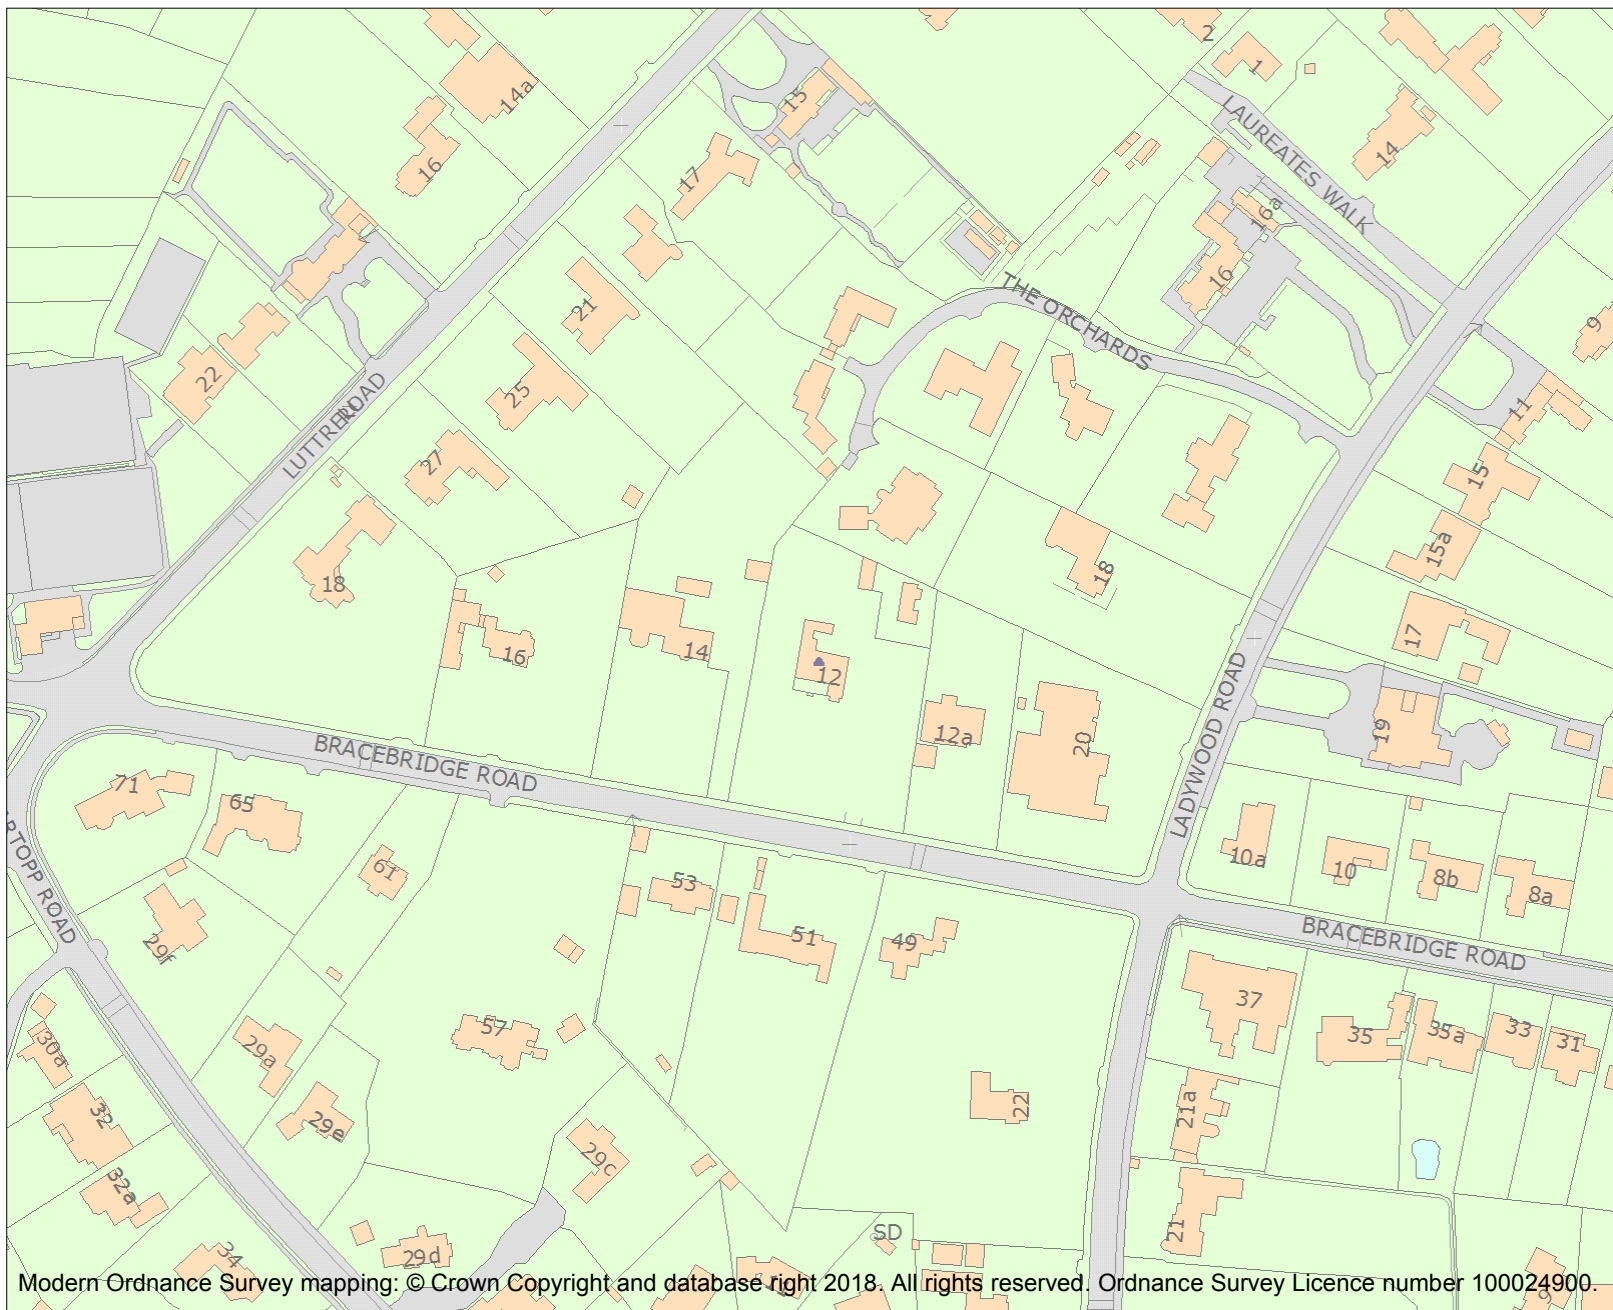 2
1
14a
15
LAUREATES WALK
14
16
17
16a
16
9
THE ORCHARDS
21
22
25
11
LUTTRELL ROAD
27
15
15a
18
18
17
16
14
12
12a
20
19
LADYWOOD ROAD
BRACEBRIDGE ROAD
71
65
10a
10
8b
8a
61
53
51
49
BRACEBRIDGE ROAD
29f
37
35
35a
33
31
57
30a
29a
29e
32
22
21a
29c
32a
21
SD
34
29d
Modern Ordnance Survey mapping: © Crown Copyright and database right 2018. All rights reserved. Ordnance Survey Licence number 100024900.